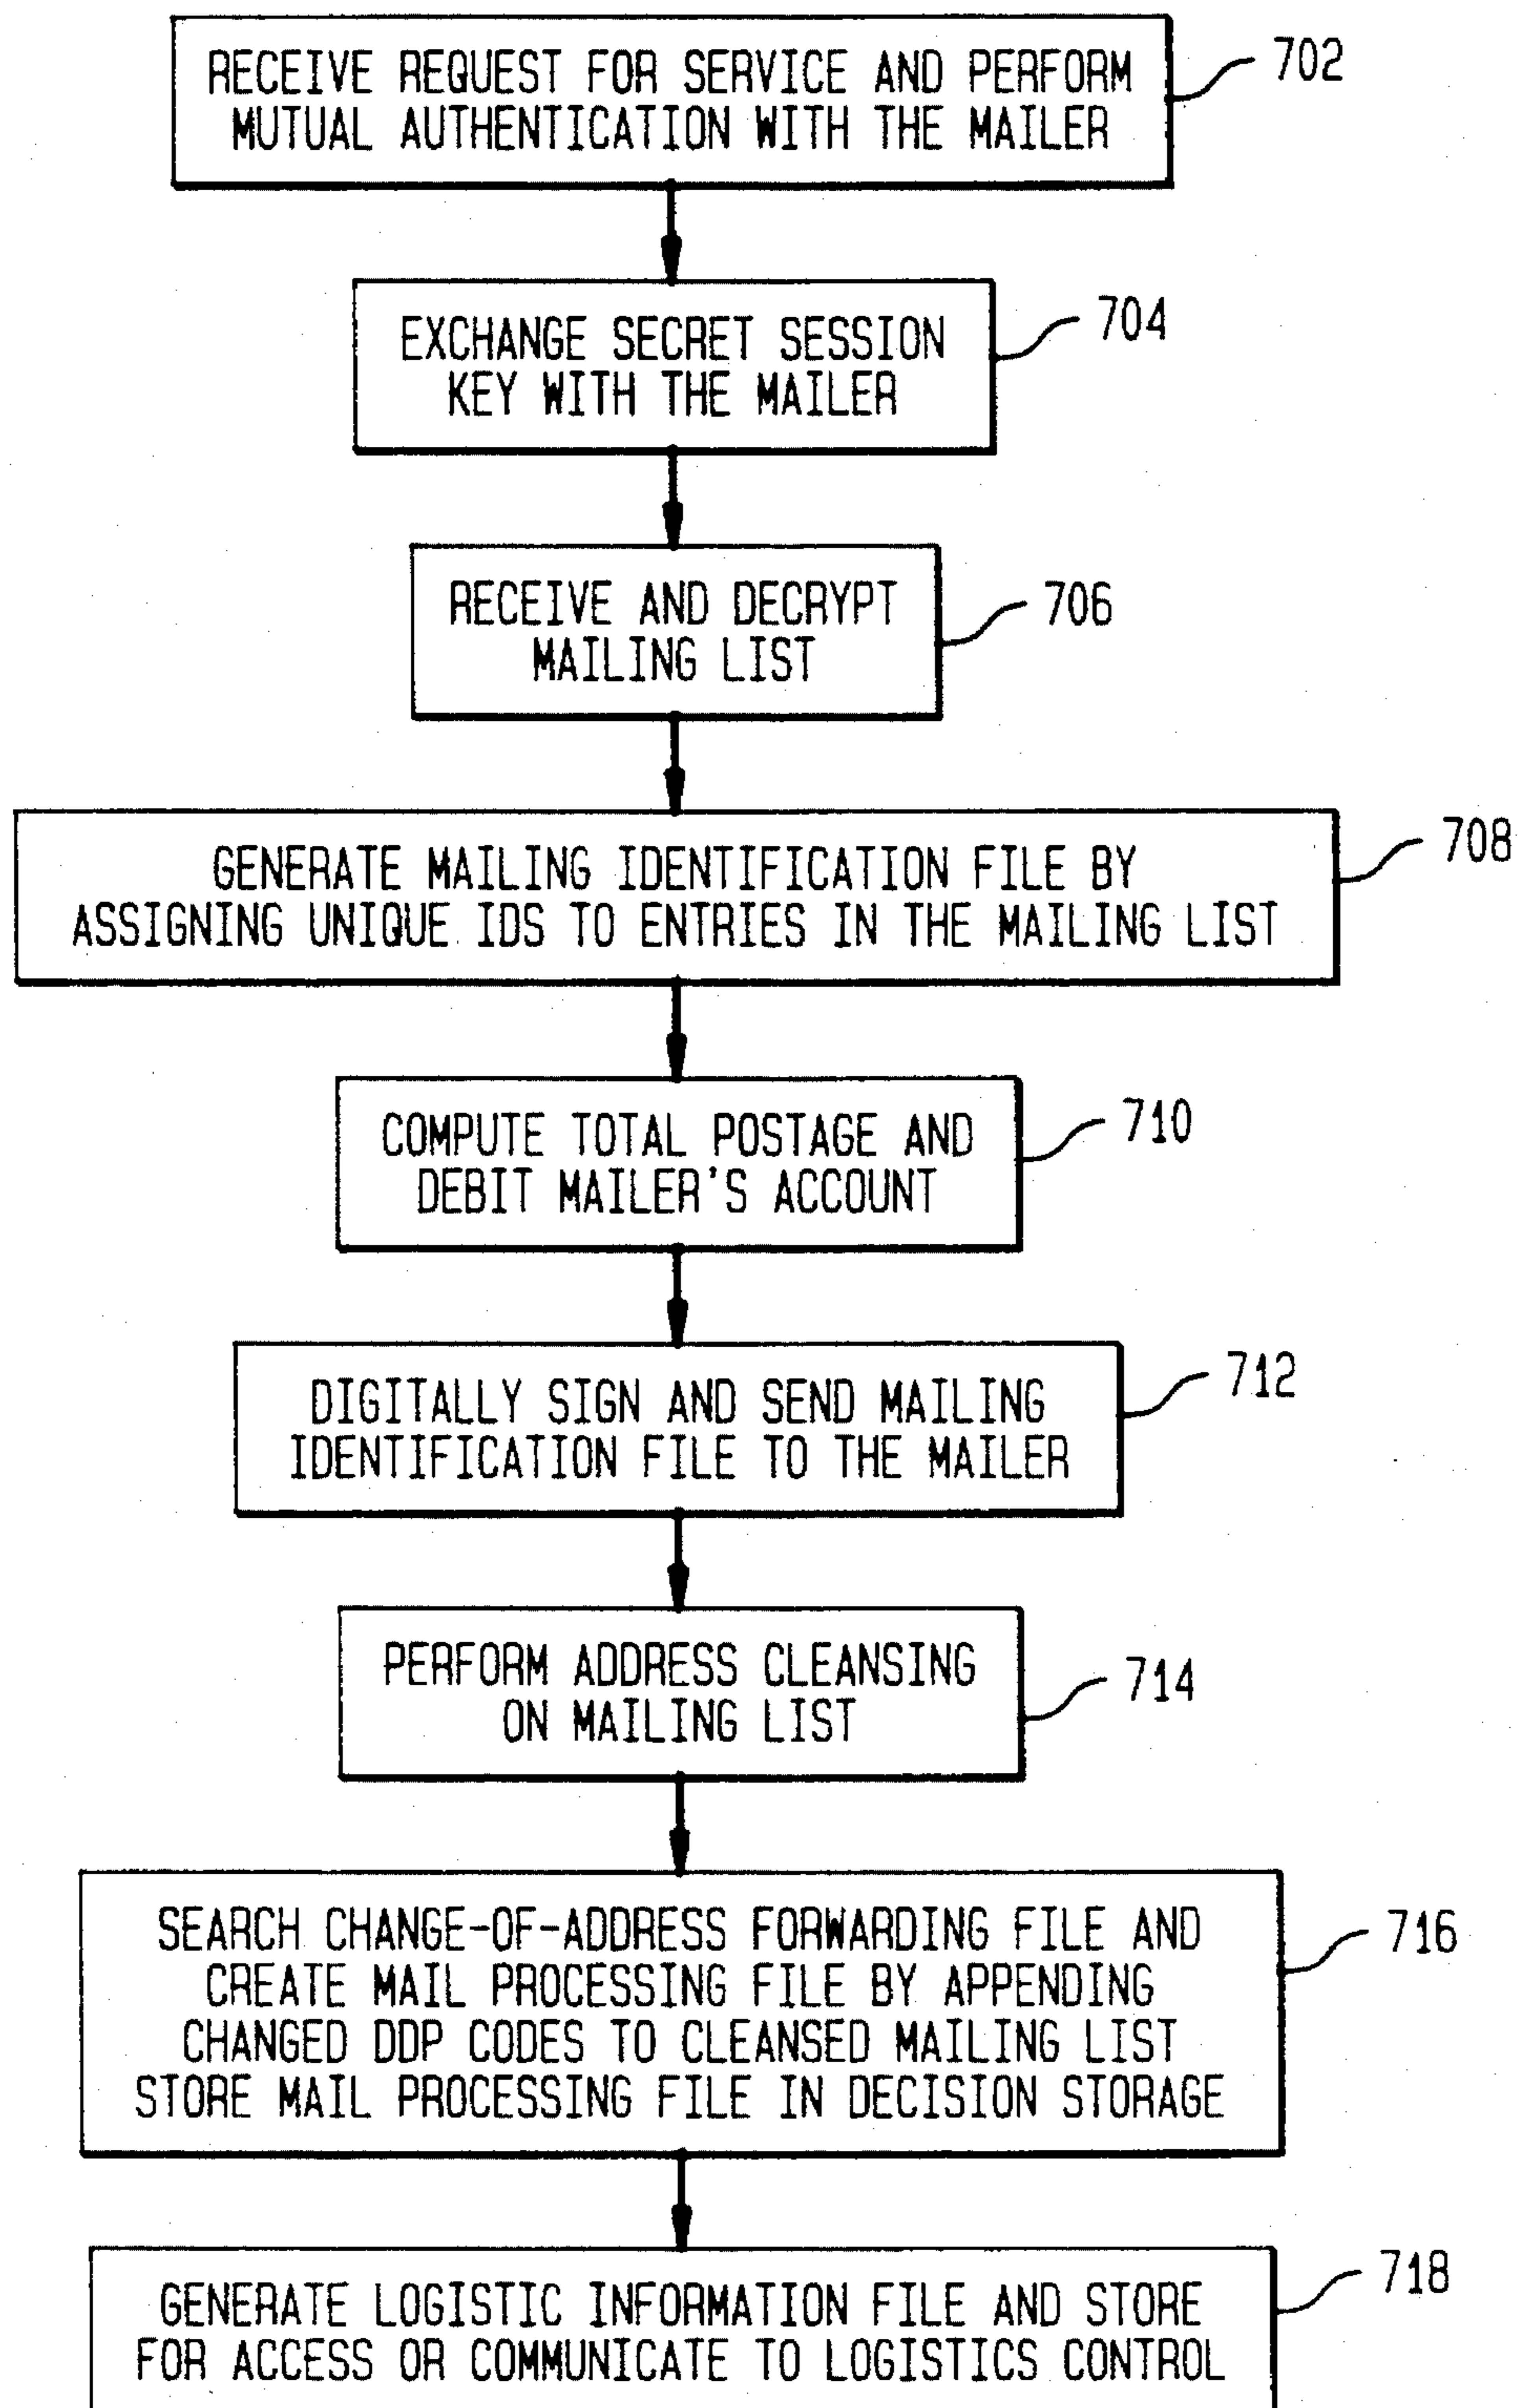 RECEIVE REQUEST FOR SERVICE AND PERFORM
MUTUAL AUTHENTICATION WITH THE MAILER
702
EXCHANGE SECRET SESSION
KEY WITH THE MAILER
704
RECEIVE AND DECRYPT
MAILING LIST
706
GENERATE MAILING IDENTIFICATION FILE BY
ASSIGNING UNIQUE IDS TO ENTRIES IN THE MAILING LIST
708
COMPUTE TOTAL POSTAGE AND
DEBIT MAILER'S ACCOUNT
710
DIGITALLY SIGN AND SEND MAILING
IDENTIFICATION FILE TO THE MAILER
712
PERFORM ADDRESS CLEANSING
ON MAILING LIST
714
SEARCH CHANGE-OF-ADDRESS FORWARDING FILE AND
CREATE MAIL PROCESSING FILE BY APPENDING
CHANGED DDP CODES TO CLEANSED MAILING LIST
STORE MAIL PROCESSING FILE IN DECISION STORAGE
716
GENERATE LOGISTIC INFORMATION FILE AND STORE
FOR ACCESS OR COMMUNICATE TO LOGISTICS CONTROL
718